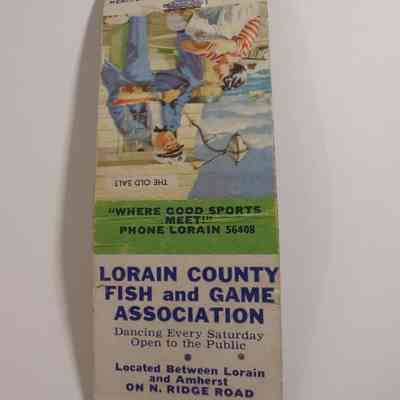 THE OLD SALT
"WHERE GOOD SPORTS
MEET!"
PHONE LORAIN 56408
LORAIN COUNTY
FISH and GAME
ASSOCIATION
Dancing Every Saturday
Open to the Public
Located Between Lorain
and Amherst
ON N. RIDGE ROAD